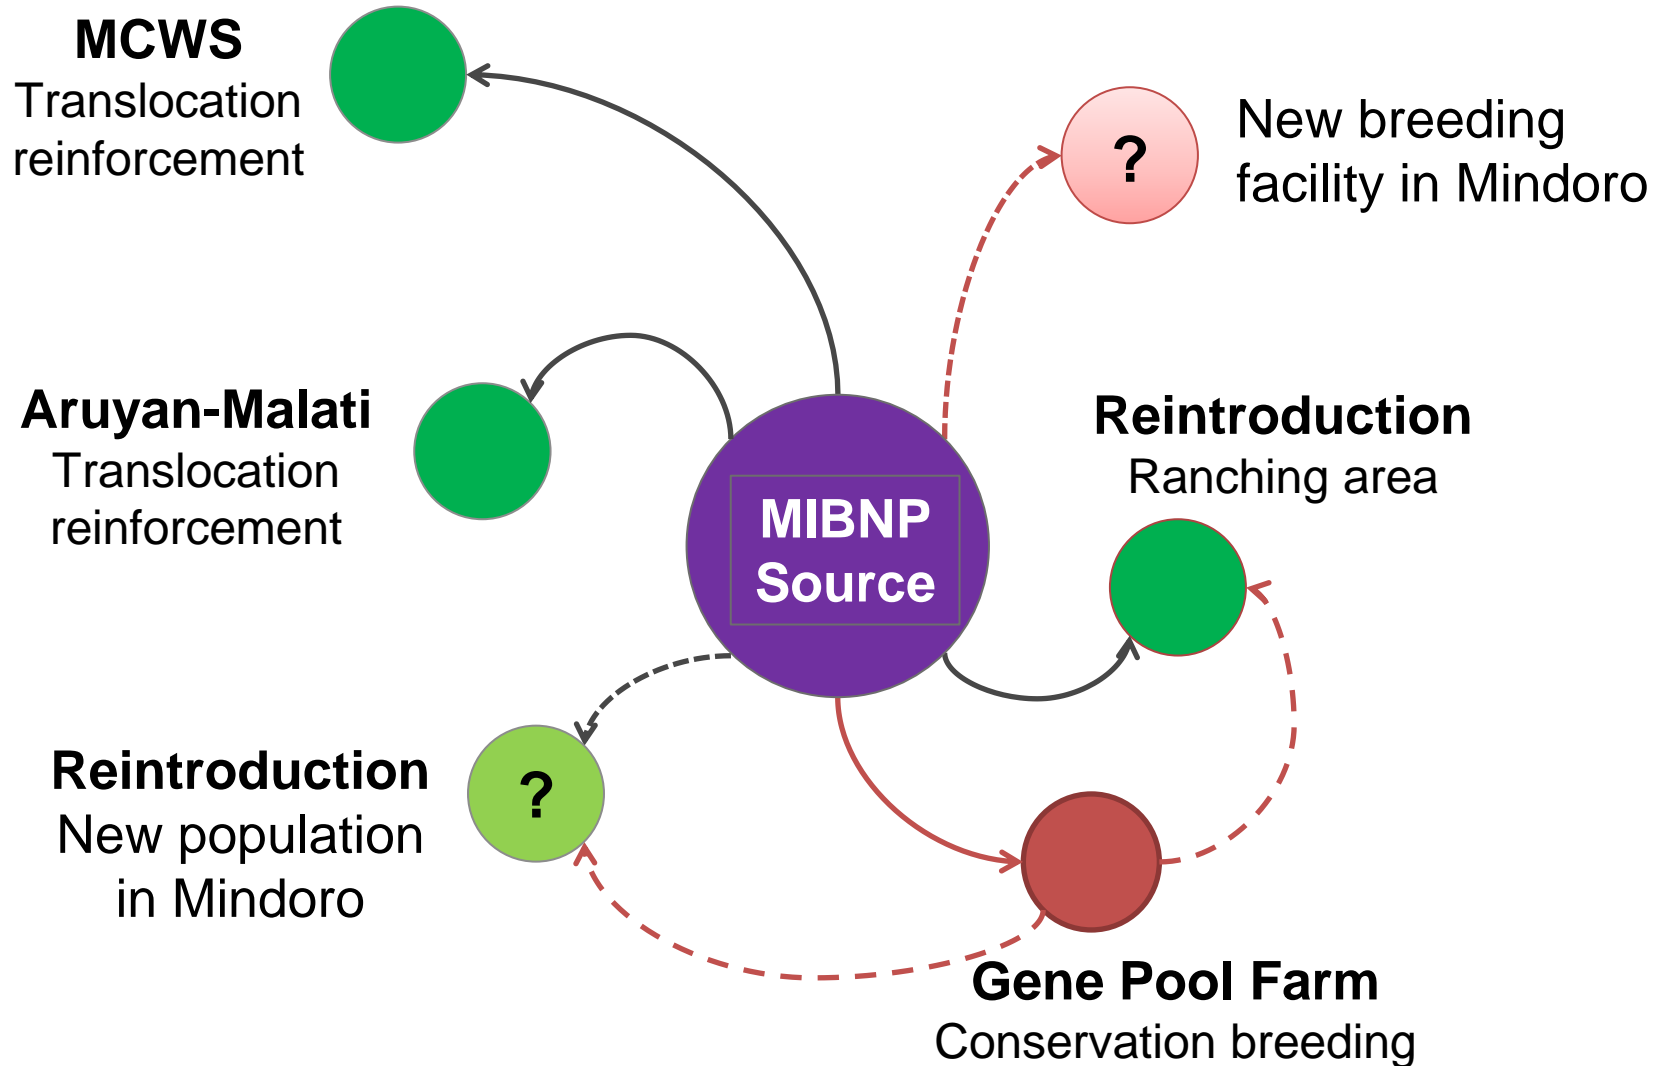 MCWS
Translocation
reinforcement
?
New breeding
facility in Mindoro
Aruyan-Malati
Translocation
reinforcement
MIBNP
Source
Reintroduction
Ranching area
Reintroduction
New population
in Mindoro
?
Gene Pool Farm
Conservation breeding